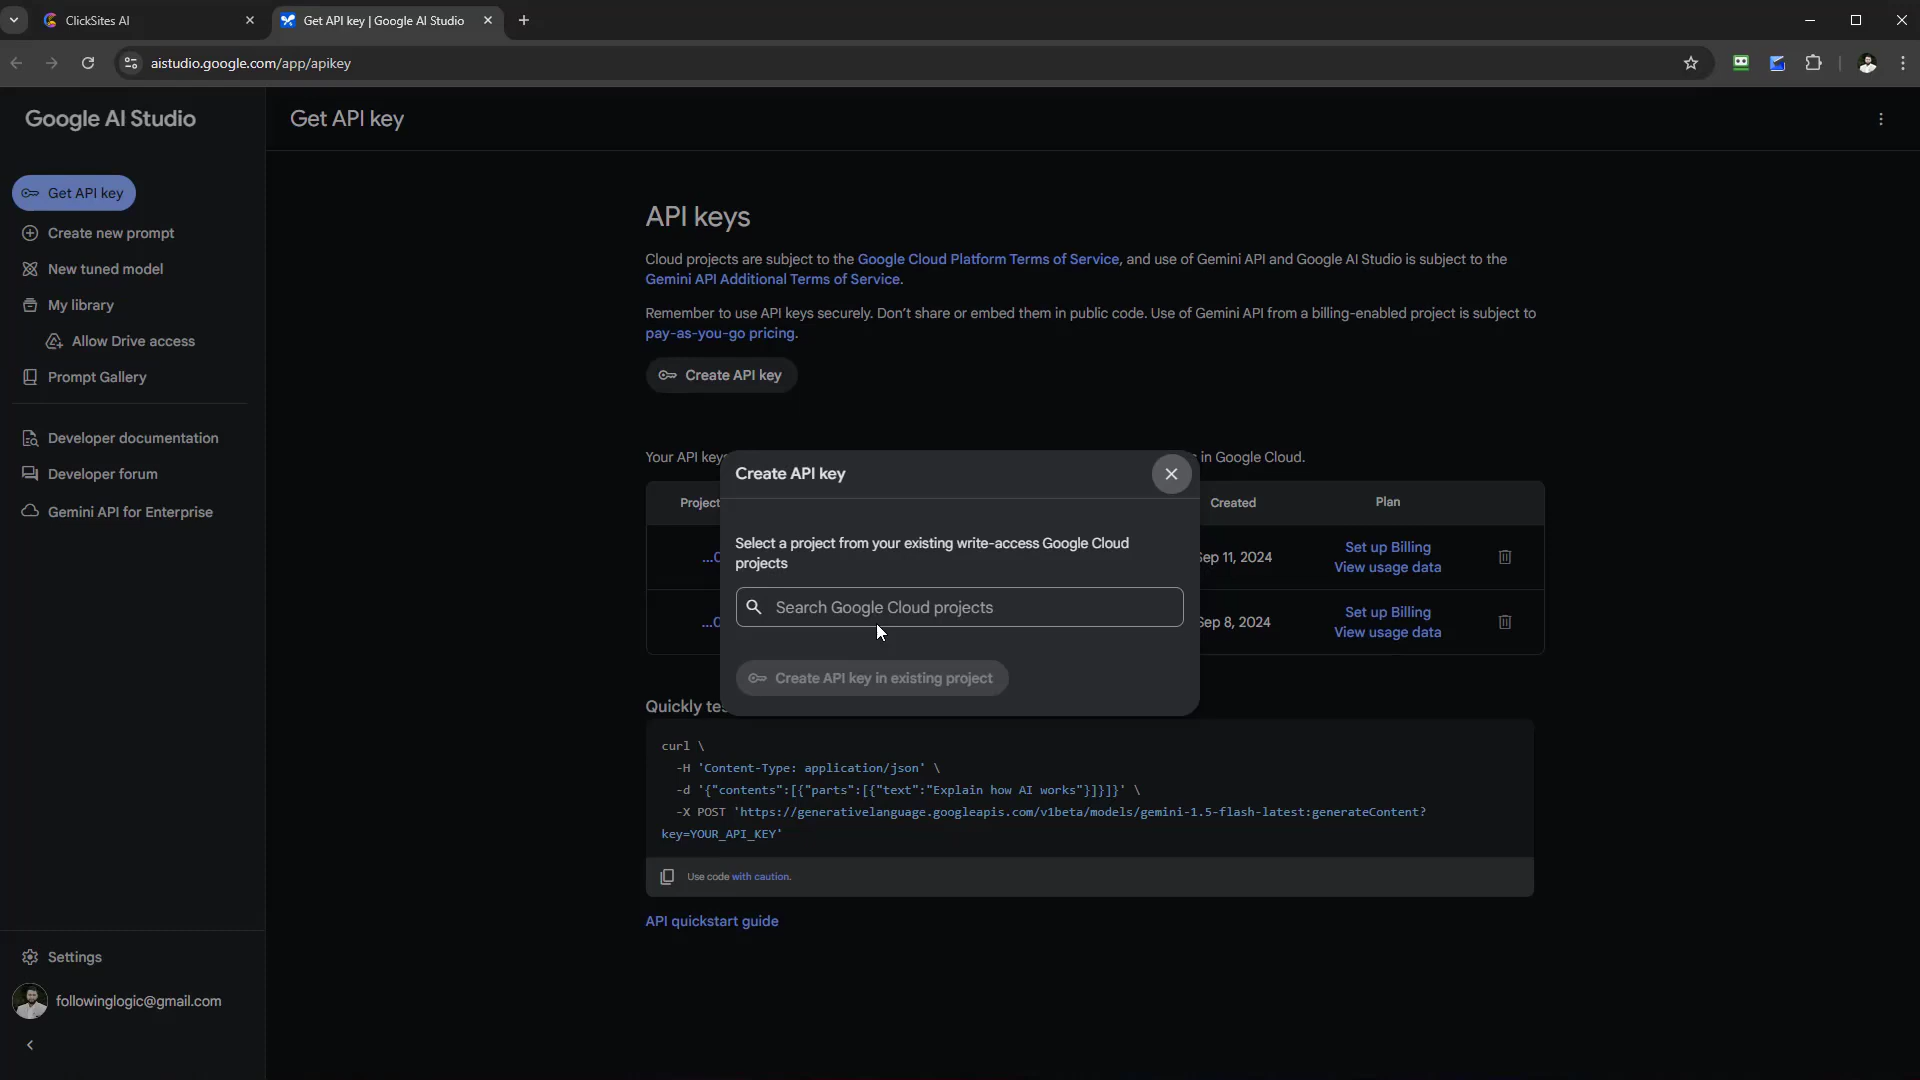 ClickSites AI
Get API key | Google AI Studio
aistudio.google.com/app/apikey
Google AI Studio
Get API key
Get API key
Create new prompt
New tuned model
My library
Allow Drive access
Prompt Gallery
Developer documentation
Developer forum
Gemini API for Enterprise
Settings
followinglogic@gmail.com
API keys
Cloud projects are subject to the Google Cloud Platform Terms of Service, and use of Gemini API and Google AI Studio is subject to the
Gemini API Additional Terms of Service.
Remember to use API keys securely. Don't share or embed them in public code. Use of Gemini API from a billing-enabled project is subject to
pay-as-you-go pricing.
Create API key
Your API in Google Cloud.
Project Created Plan
11, 2024 Set up Billing
View usage data
8, 2024 Set up Billing
View usage data
Create API key
Select a project from your existing write-access Google Cloud
projects
Search Google Cloud projects
Create API key in existing project
Quickly
curl \
-H 'Content-Type: application/json' \
-d '{"contents":[{"parts":[{"text":"Explain how AI works"}]}]}' \
-X POST 'https://generativelanguage.googleapis.com/v1beta/models/gemini-1.5-flash-latest:generateContent?
key=YOUR_API_KEY'
Use code with caution.
API quickstart guide